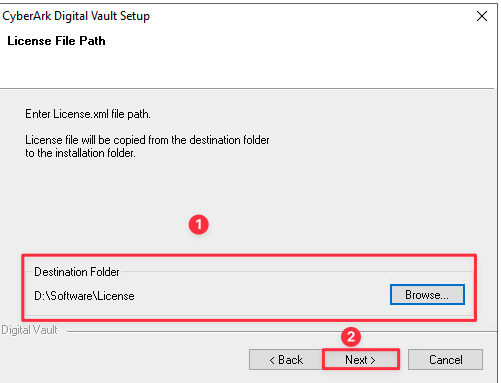 CyberArk Digital Vault Setup
License File Path
Enter License.xml file path.
License file will be copied from the destination folder
to the installation folder.
1
Destination Folder
D:\Software\License
Browse...
Digital Vault
2
< Back
Next >
Cancel